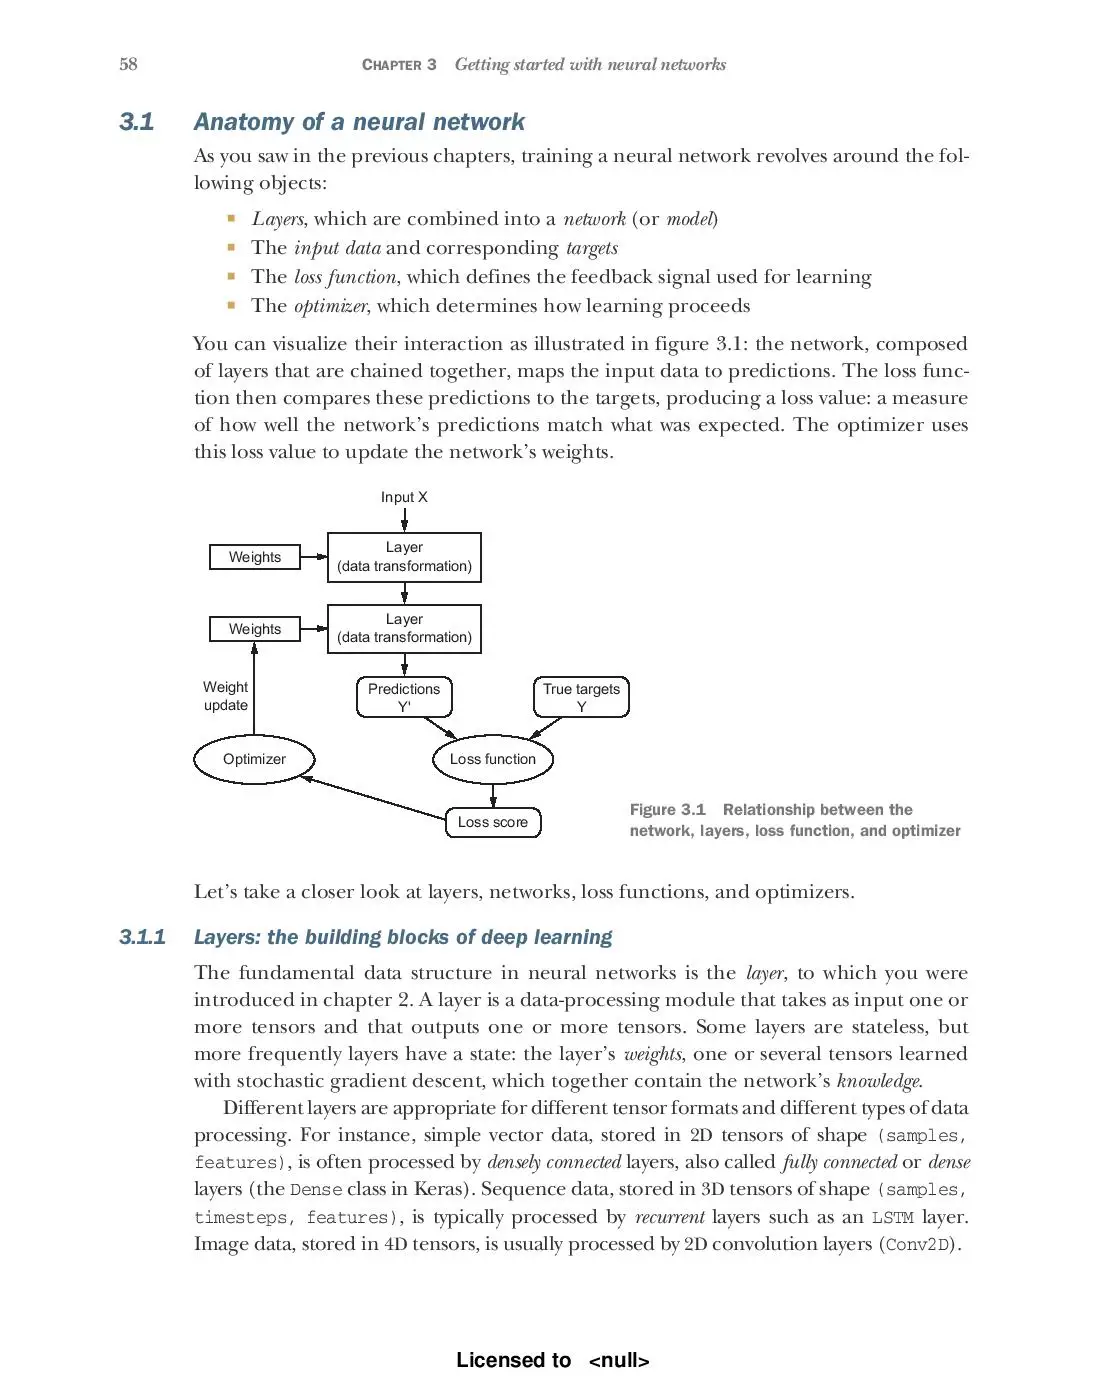 58
CHAPTER 3 Getting started with neural networks
3.1 Anatomy of a neural network
As you saw in the previous chapters, training a neural network revolves around the fol-
lowing objects:
▪ Layers, which are combined into a network (or model)
▪ The input data and corresponding targets
▪ The loss function, which defines the feedback signal used for learning
▪ The optimizer, which determines how learning proceeds
You can visualize their interaction as illustrated in figure 3.1: the network, composed
of layers that are chained together, maps the input data to predictions. The loss func-
tion then compares these predictions to the targets, producing a loss value: a measure
of how well the network’s predictions match what was expected. The optimizer uses
this loss value to update the network’s weights.
Input X
Weights
Layer
(data transformation)
Weights
Layer
(data transformation)
Weight
update
Predictions
Y'
True targets
Y
Optimizer
Loss function
Loss score
Figure 3.1 Relationship between the
network, layers, loss function, and optimizer
Let’s take a closer look at layers, networks, loss functions, and optimizers.
3.1.1 Layers: the building blocks of deep learning
The fundamental data structure in neural networks is the layer, to which you were
introduced in chapter 2. A layer is a data-processing module that takes as input one or
more tensors and that outputs one or more tensors. Some layers are stateless, but
more frequently layers have a state: the layer’s weights, one or several tensors learned
with stochastic gradient descent, which together contain the network’s knowledge.
Different layers are appropriate for different tensor formats and different types of data
processing. For instance, simple vector data, stored in 2D tensors of shape (samples,
features), is often processed by densely connected layers, also called fully connected or dense
layers (the Dense class in Keras). Sequence data, stored in 3D tensors of shape (samples,
timesteps, features), is typically processed by recurrent layers such as an LSTM layer.
Image data, stored in 4D tensors, is usually processed by 2D convolution layers (Conv2D).
Licensed to <null>